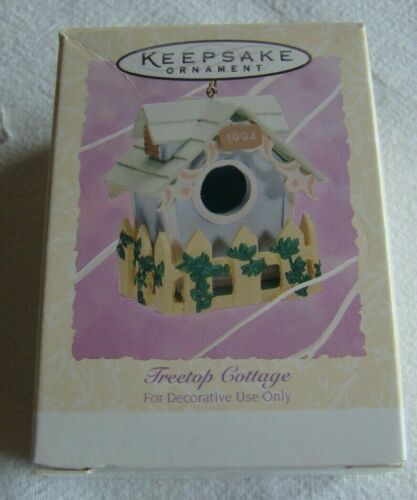 KEEPSAKE
ORNAMENT
1994
Treetop Cottage
For Decorative Use Only